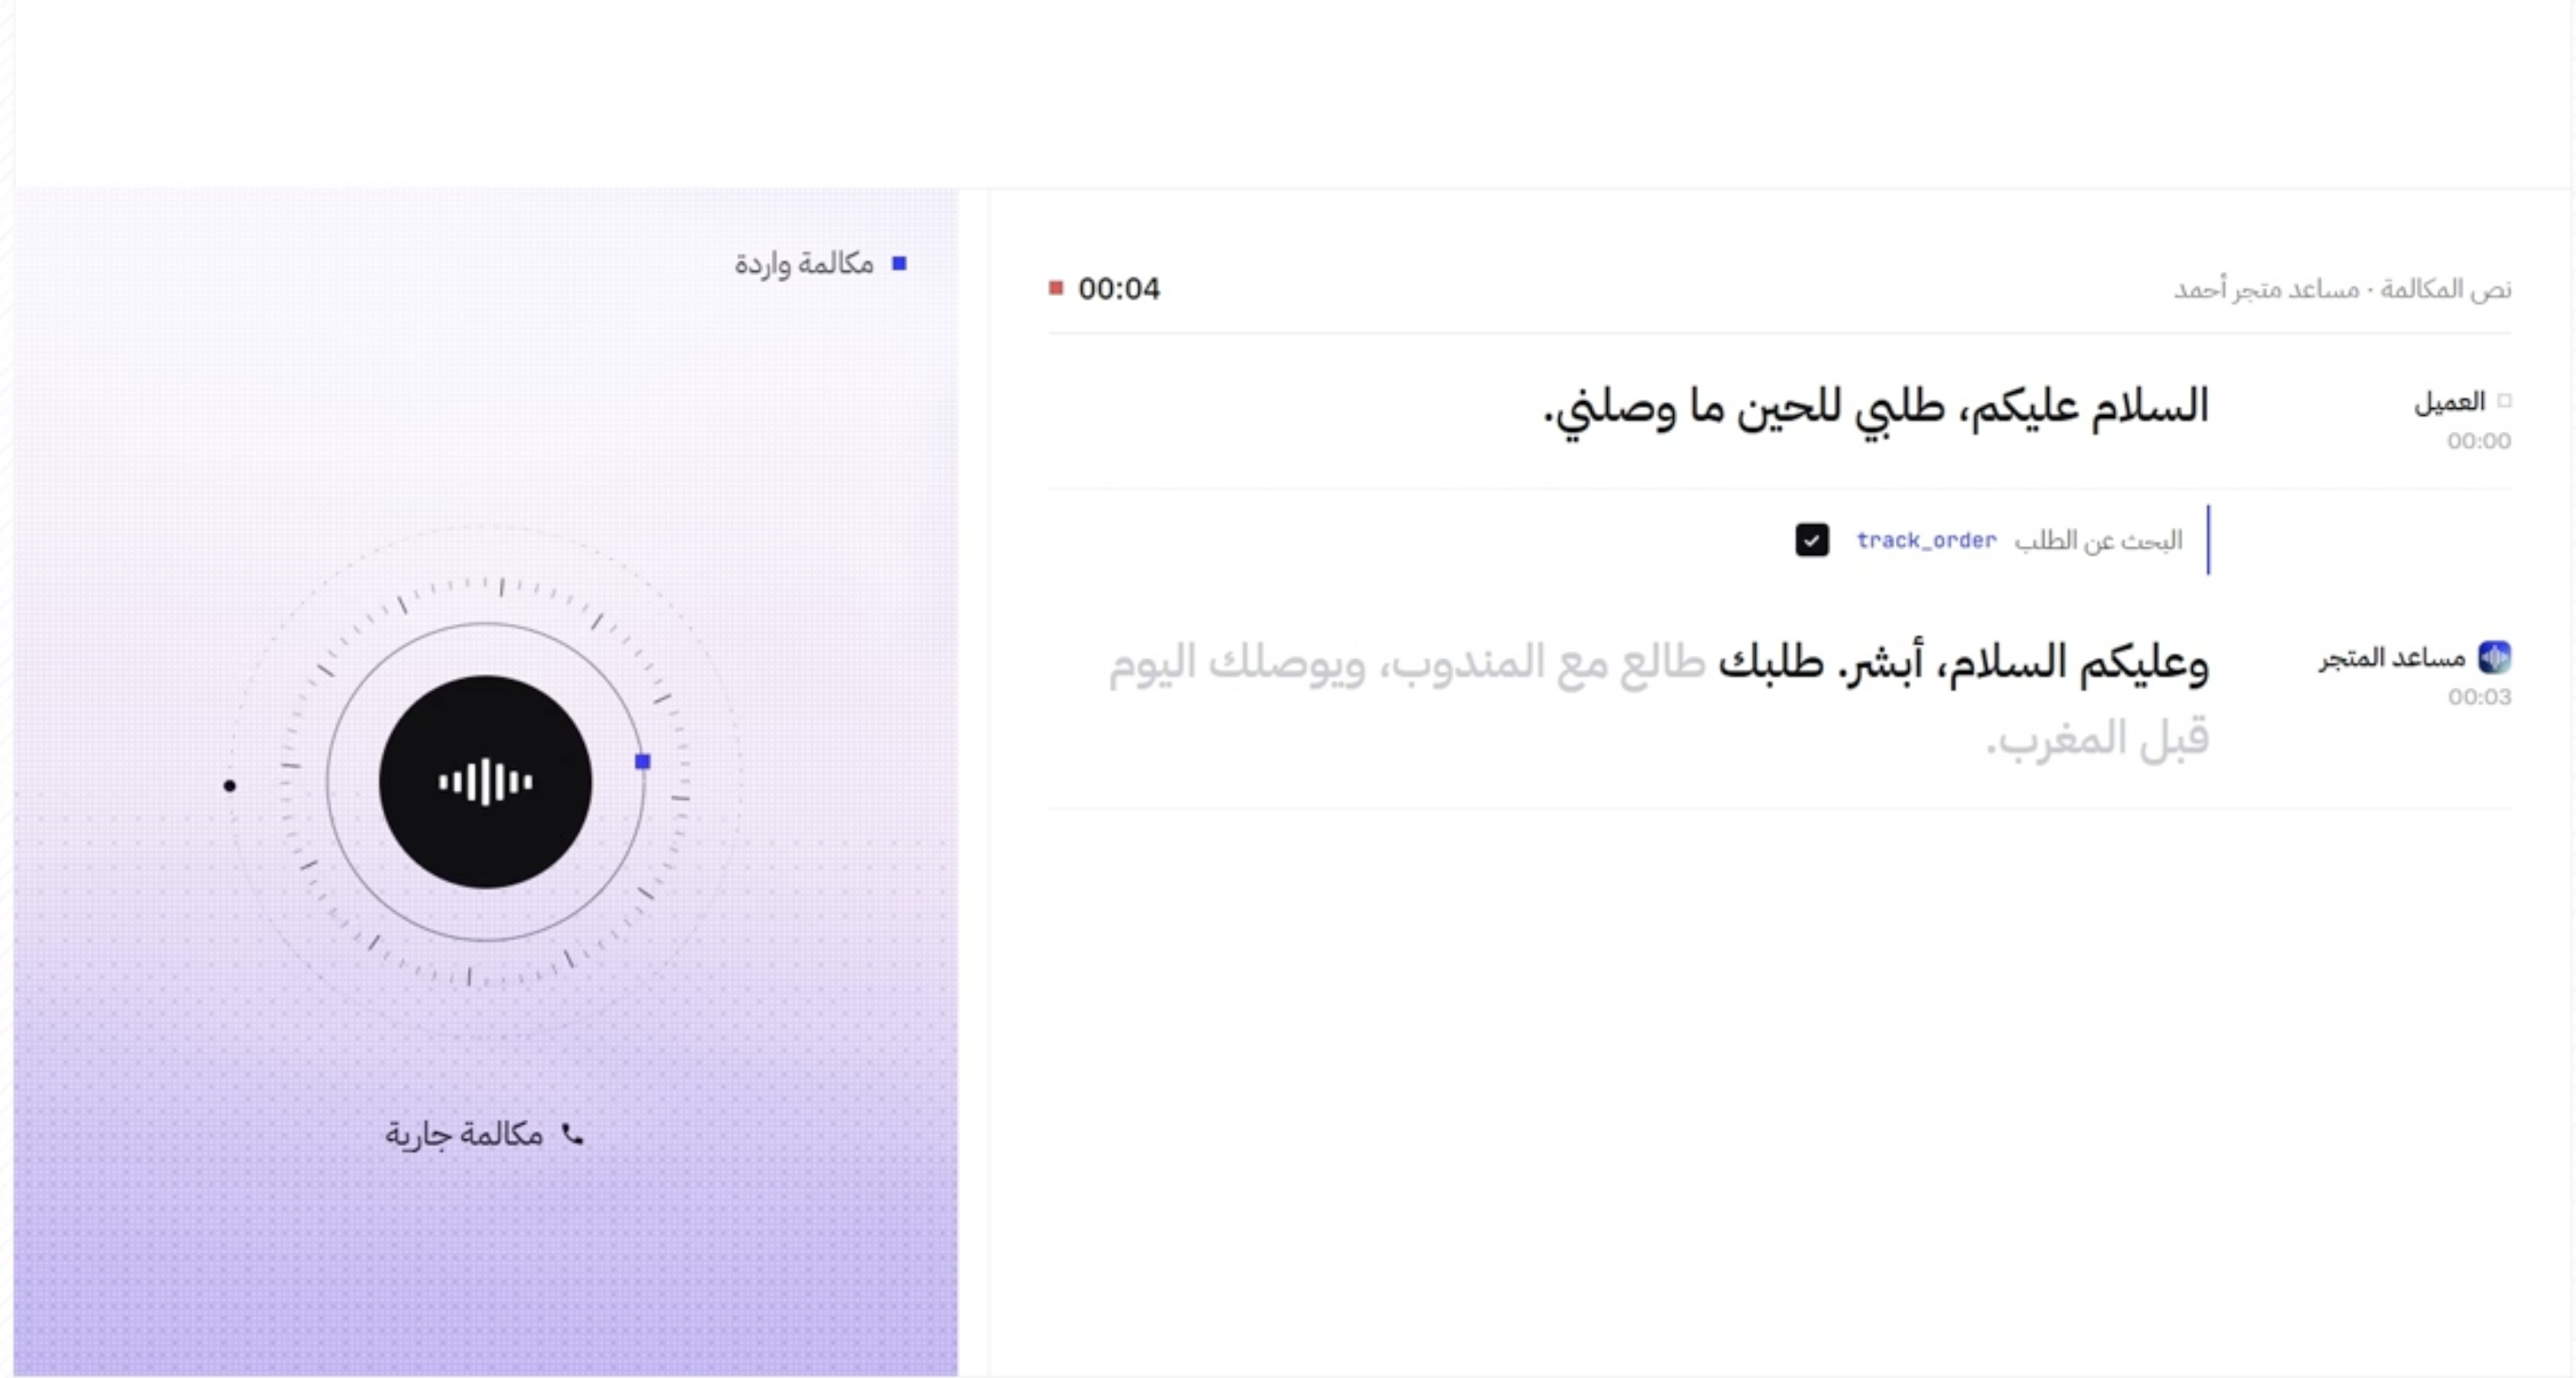 نص المكالمة · مساعد متجر أحمد
00:04
العميل
00:00
السلام عليكم، طلبي للحين ما وصلني.
البحث عن الطلب track_order
مساعد المتجر
00:03
وعليكم السلام، أبشر. طلبك طالع مع المندوب، ويوصلك اليوم
قبل المغرب.
مكالمة واردة
مكالمة جارية